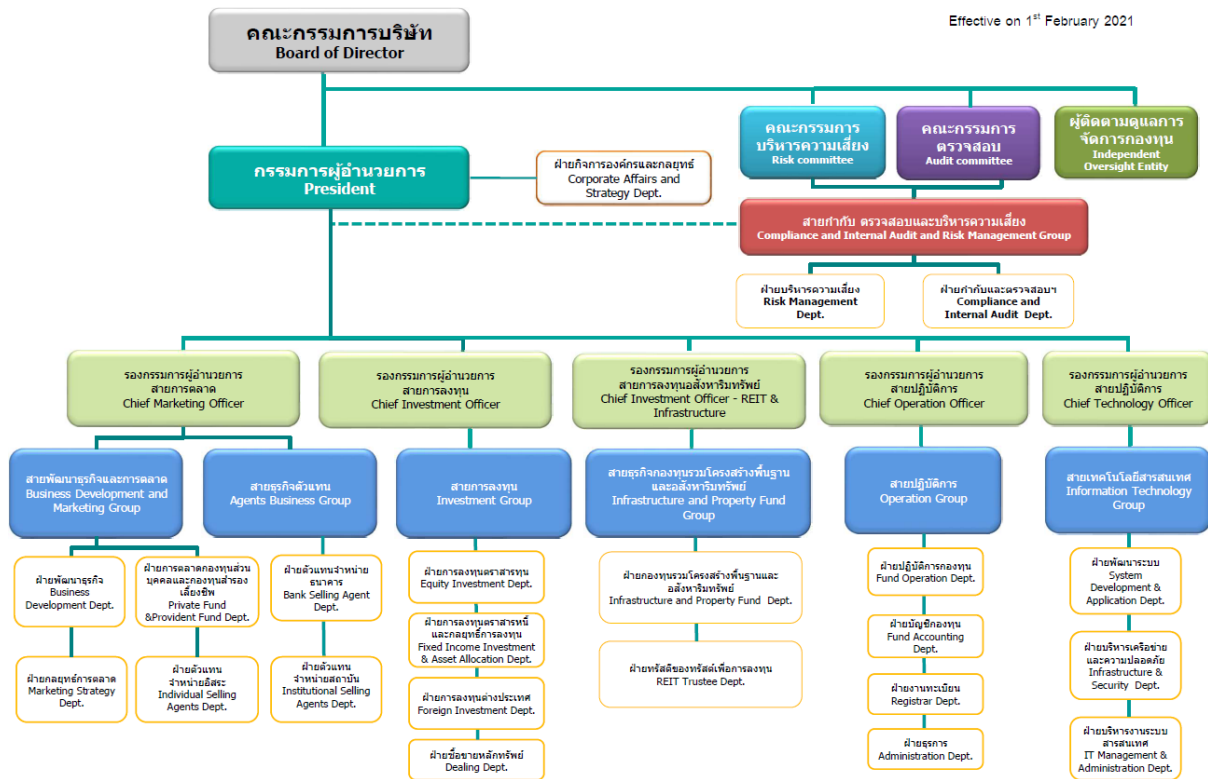 Effective on 1st February 2021
คณะกรรมการบริษัท
Board of Director
คณะกรรมการ
บริหารความเสี่ยง
Risk committee
คณะกรรมการ
ตรวจสอบ
Audit committee
ผู้ติดตามดูแลการ
จัดการกองทุน
Independent
Oversight Entity
กรรมการผู้อำนวยการ
President
ฝ่ายกิจการองค์กรและกลยุทธ์
Corporate Affairs and
Strategy Dept.
สายกำกับ ตรวจสอบและบริหารความเสี่ยง
Compliance and Internal Audit and Risk Management Group
ฝ่ายบริหารความเสี่ยง
Risk Management
Dept.
ฝ่ายกำกับและตรวจสอบฯ
Compliance and
Internal Audit Dept.
รองกรรมการผู้อำนวยการ
สายการตลาด
Chief Marketing Officer
รองกรรมการผู้อำนวยการ
สายการลงทุน
Chief Investment Officer
รองกรรมการผู้อำนวยการ
สายการลงทุนอสังหาริมทรัพย์
Chief Investment Officer - REIT &
Infrastructure
รองกรรมการผู้อำนวยการ
สายปฏิบัติการ
Chief Operation Officer
รองกรรมการผู้อำนวยการ
สายปฏิบัติการ
Chief Technology Officer
สายพัฒนาธุรกิจและการตลาด
Business Development and
Marketing Group
สายธุรกิจตัวแทน
Agents Business Group
สายการลงทุน
Investment Group
สายธุรกิจกองทุนรวมโครงสร้างพื้นฐาน
และอสังหาริมทรัพย์
Infrastructure and Property Fund
Group
สายปฏิบัติการ
Operation Group
สายเทคโนโลยีสารสนเทศ
Information Technology
Group
ฝ่ายพัฒนาธุรกิจ
Business
Development Dept.
ฝ่ายการตลาดกองทุนส่วน
บุคคลและกองทุนสำรอง
เลี้ยงชีพ
Private Fund
&Provident Fund Dept.
ฝ่ายตัวแทนจำหน่าย
ธนาคาร
Bank Selling Agent
Dept.
ฝ่ายการลงทุนตราสารทุน
Equity Investment Dept.
ฝ่ายกองทุนรวมโครงสร้างพื้นฐานและ
อสังหาริมทรัพย์
Infrastructure and Property Fund Dept.
ฝ่ายปฏิบัติการกองทุน
Fund Operation Dept.
ฝ่ายพัฒนาระบบ
System
Development &
Application Dept.
ฝ่ายกลยุทธ์การตลาด
Marketing Strategy
Dept.
ฝ่ายตัวแทน
จำหน่ายอิสระ
Individual Selling
Agents Dept.
ฝ่ายตัวแทน
จำหน่ายสถาบัน
Institutional Selling
Agents Dept.
ฝ่ายการลงทุนตราสารหนี้
และกลยุทธ์การลงทุน
Fixed Income Investment
& Asset Allocation Dept.
ฝ่ายทรัสตีของทรัสต์เพื่อการลงทุน
REIT Trustee Dept.
ฝ่ายบัญชีกองทุน
Fund Accounting
Dept.
ฝ่ายบริหารเครือข่าย
และความปลอดภัย
Infrastructure &
Security Dept.
ฝ่ายการลงทุนต่างประเทศ
Foreign Investment Dept.
ฝ่ายงานทะเบียน
Registrar Dept.
ฝ่ายซื้อขายหลักทรัพย์
Dealing Dept.
ฝ่ายธุรการ
Administration Dept.
ฝ่ายบริหารงานระบบ
สารสนเทศ
IT Management &
Administration Dept.